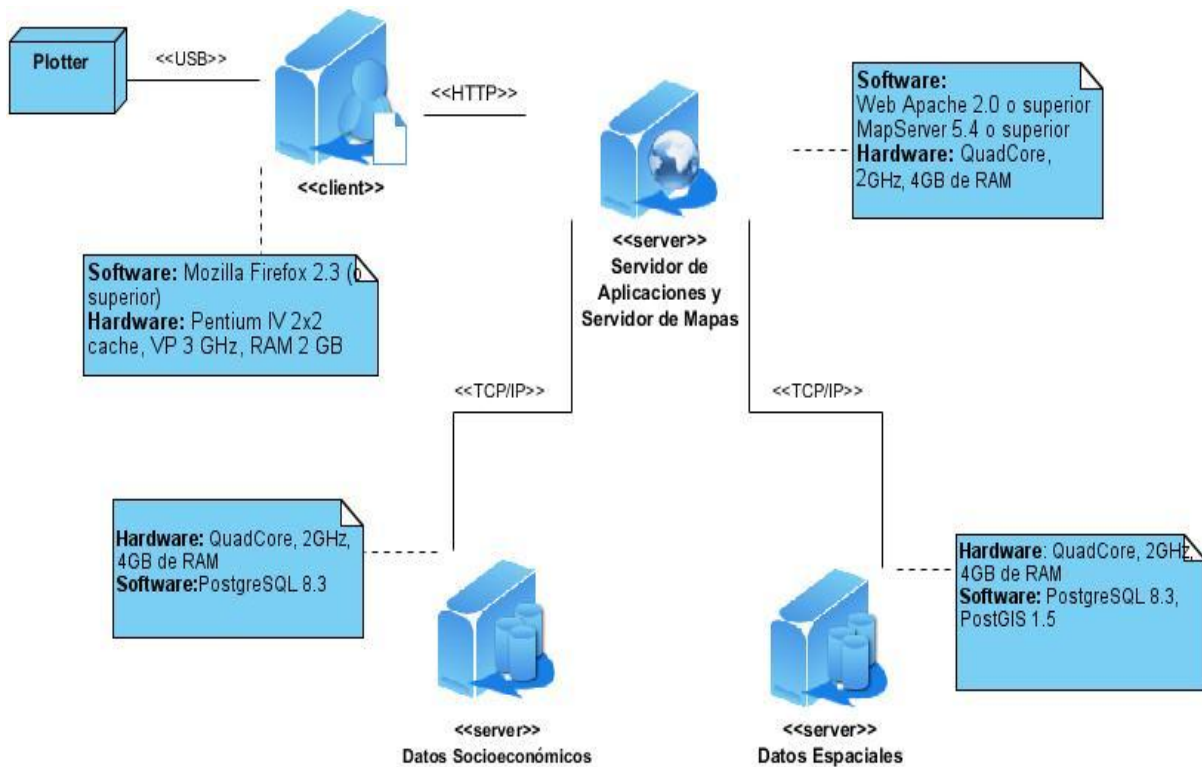 Plotter
<<USB>>
<<HTTP>>
<<client>>
Software:
Web Apache 2.0 o superior
MapServer 5.4 o superior
Hardware: QuadCore,
2GHz, 4GB de RAM
<<server>>
Servidor de
Aplicaciones y
Servidor de Mapas
Software: Mozilla Firefox 2.3 (o
superior)
Hardware: Pentium IV 2x2
cache, VP 3 GHz, RAM 2 GB
<<TCP/IP>>
<<TCP/IP>>
Hardware: QuadCore, 2GHz,
4GB de RAM
Software:PostgreSQL 8.3
Hardware: QuadCore, 2GHz,
4GB de RAM
Software: PostgreSQL 8.3,
PostGIS 1.5
<<server>>
Datos Socioeconómicos
<<server>>
Datos Espaciales